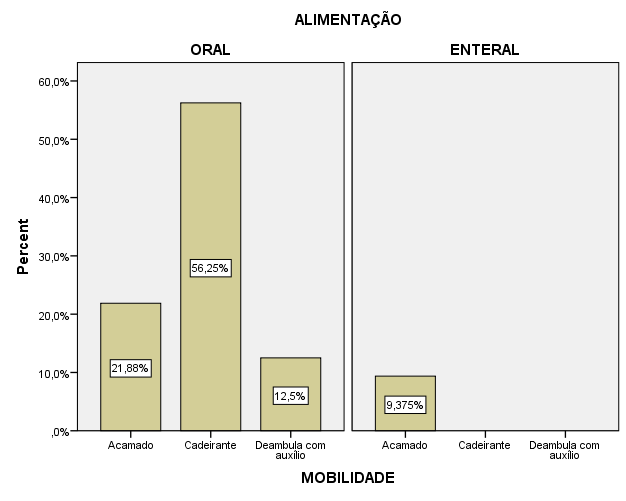 ALIMENTAÇÃO
ORAL
ENTERAL
60,0%
50,0%
40,0%
30,0%
20,0%
10,0%
,0%
Percent
56,25%
21,88%
12,5%
9,375%
Acamado
Cadeirante
Deambula com
auxílio
Acamado
Cadeirante
Deambula com
auxílio
MOBILIDADE